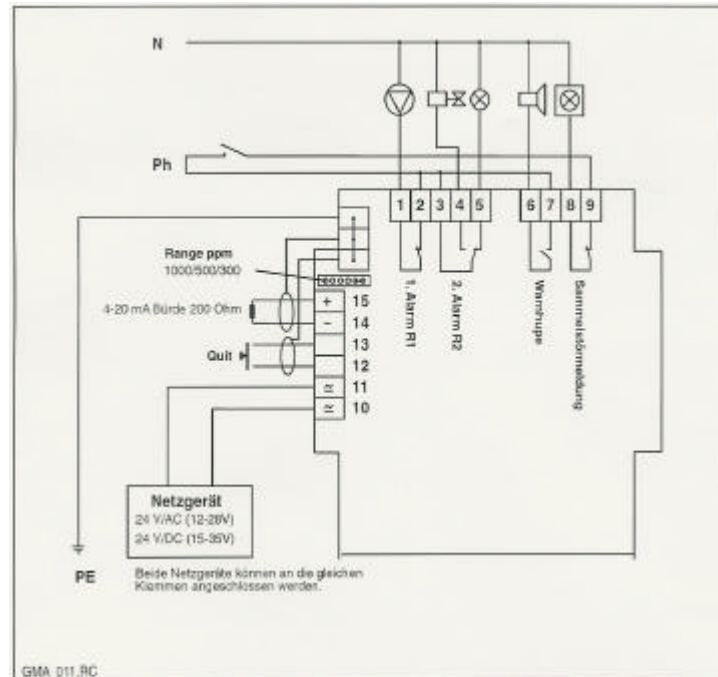 N
Ph
1 2 3 4 5 6 7 8 9
Range ppm
1000/500/300
4-20 mA Bürde 200 Ohm
+ 15
− 14
13
Quit
12
≅ 11
≅ 10
1. Alarm R1
2. Alarm R2
Warnhupe
Sammelstörmeldung
Netzgerät
24 V/AC (12-28V)
24 V/DC (15-35V)
PE
Beide Netzgeräte können an die gleichen
Klemmen angeschlossen werden.
GMA 011.RC